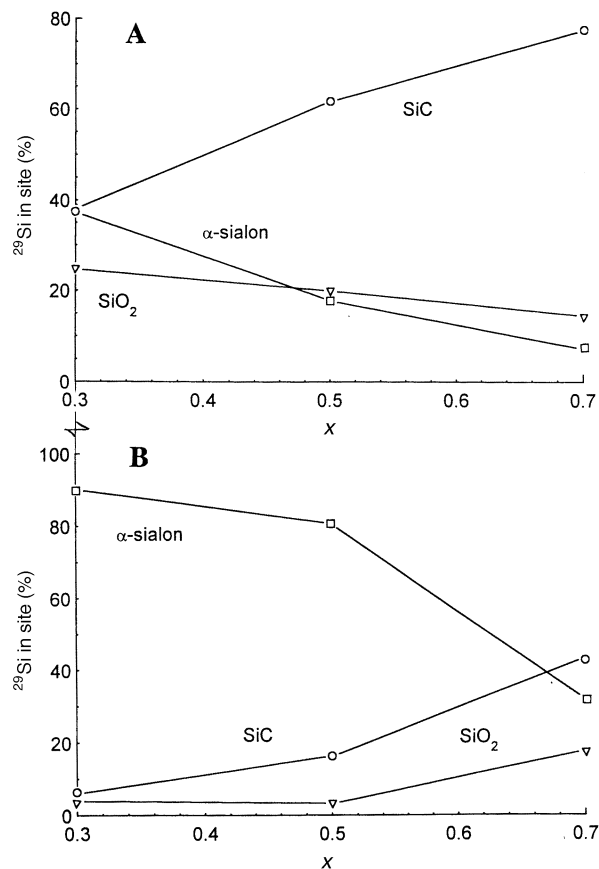 80
A
60
SiC
²⁹Si in site (%)
40
α-sialon
20
SiO₂
0
0.3 0.4 0.5 0.6 0.7
x
100
B
80
α-sialon
60
²⁹Si in site (%)
40
SiC
SiO₂
20
0
0.3 0.4 0.5 0.6 0.7
x